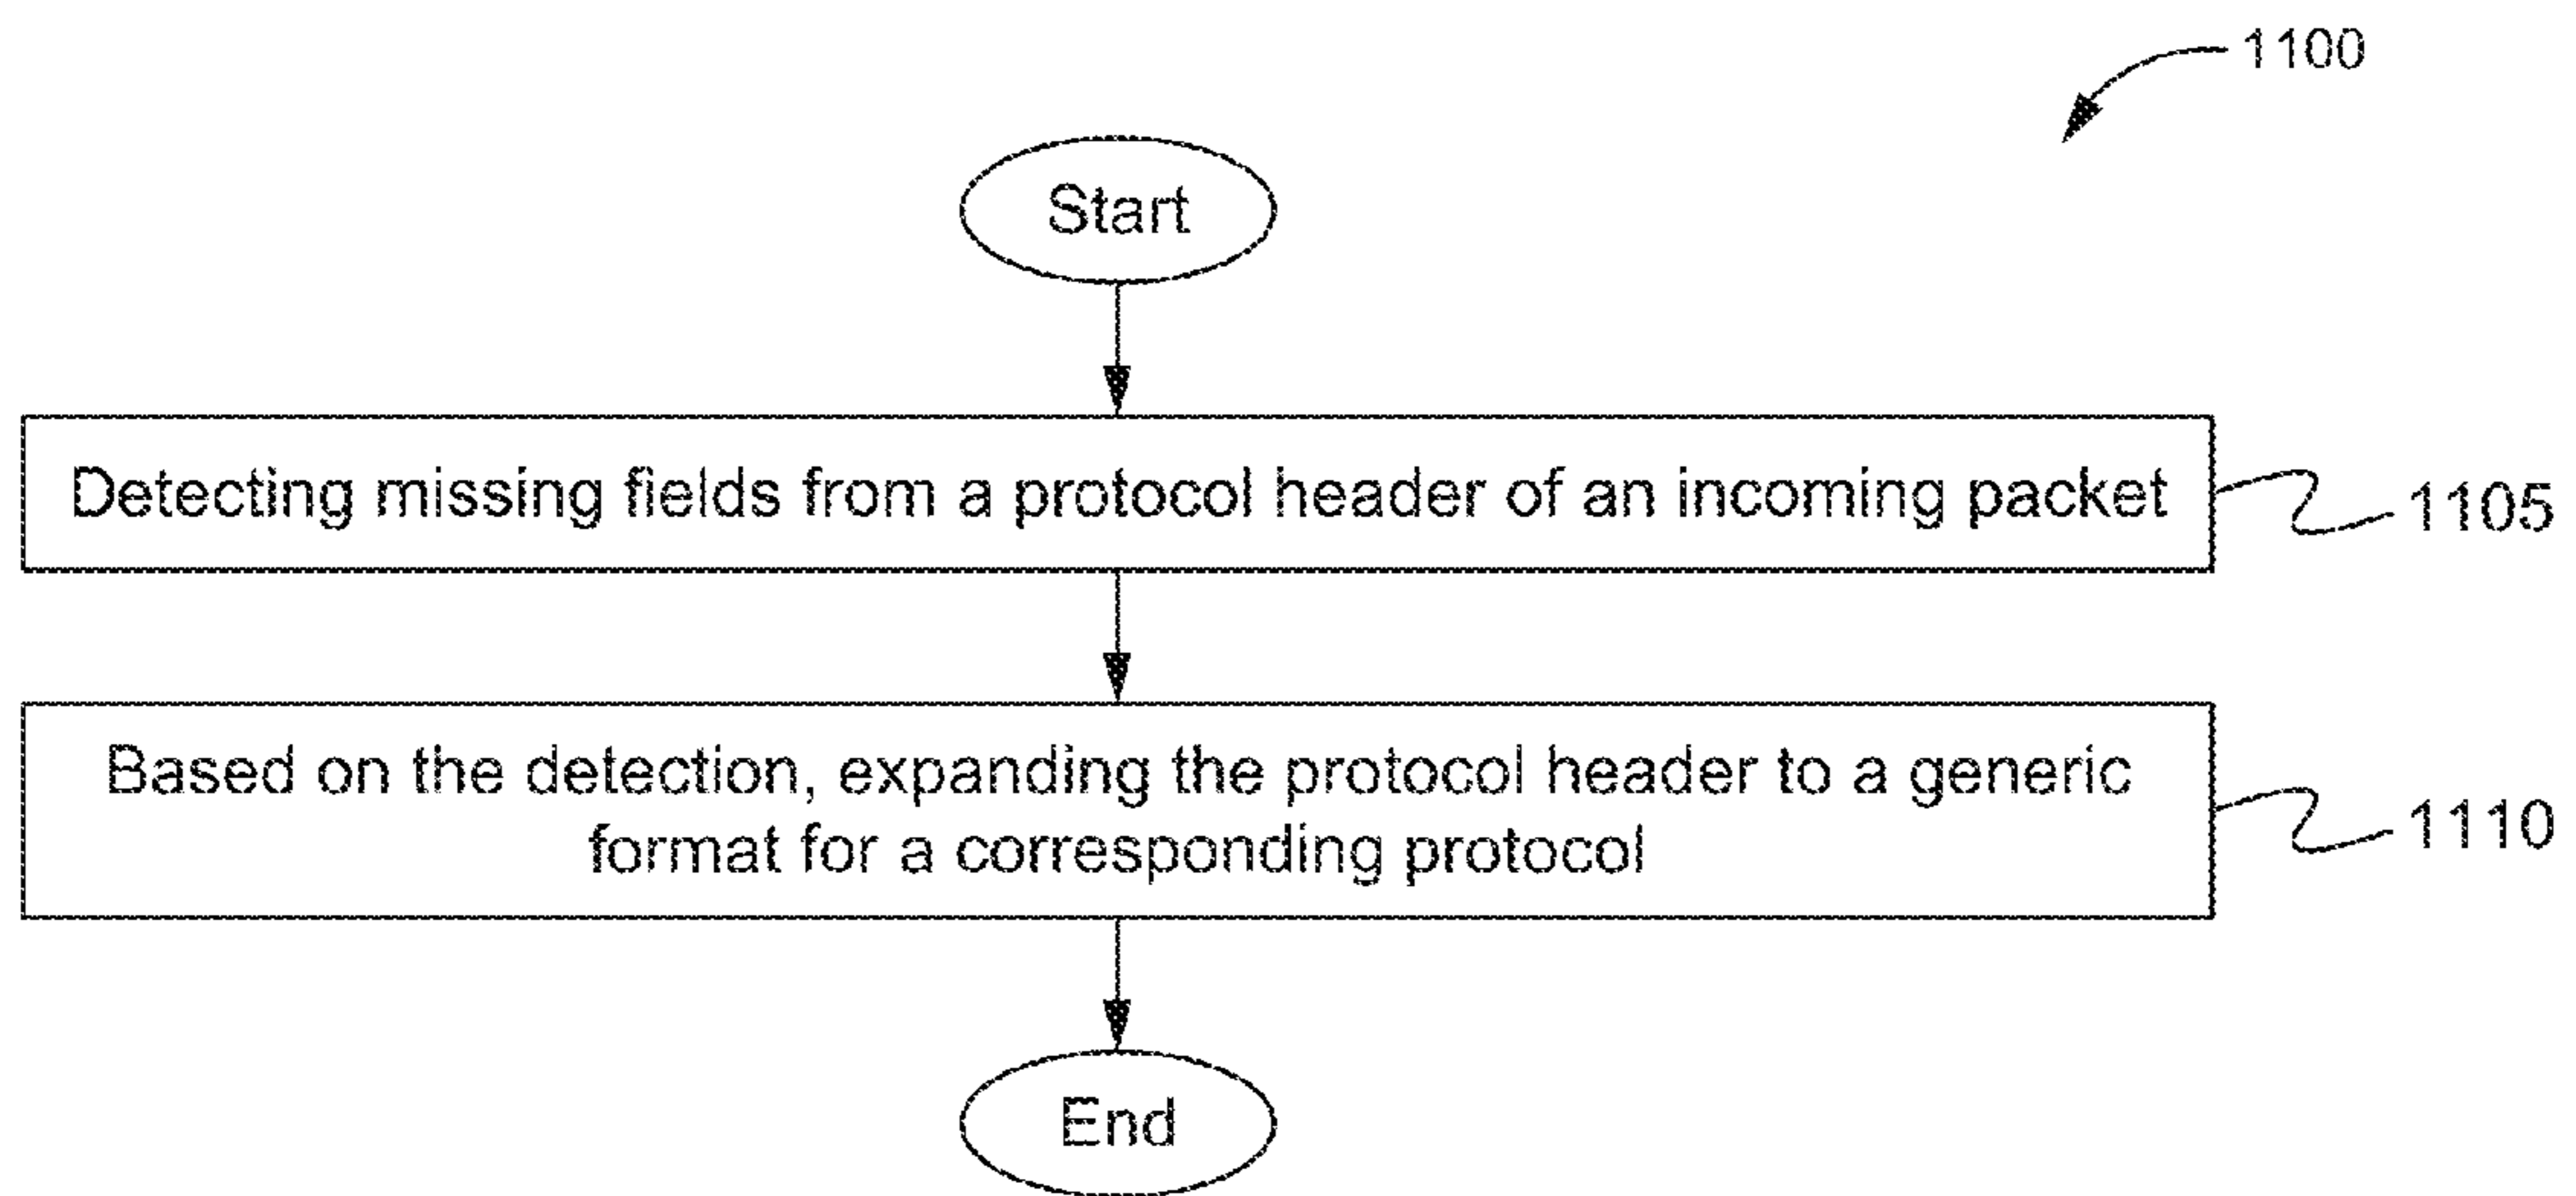 1100
Start
Detecting missing fields from a protocol header of an incoming packet
1105
Based on the detection, expanding the protocol header to a generic
format for a corresponding protocol
1110
End